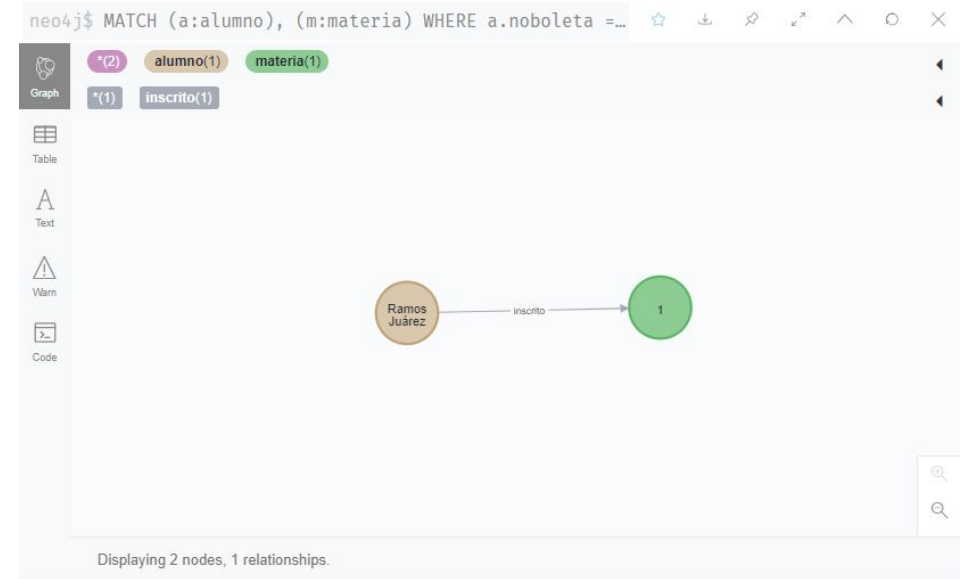 neo4j$ MATCH (a:alumno), (m:materia) WHERE a.noboleta =…
*(2) alumno(1) materia(1)
*(1) inscrito(1)
Graph
Table
A
Text
Warn
>_
Code
Ramos
Juárez
inscrito
1
Displaying 2 nodes, 1 relationships.